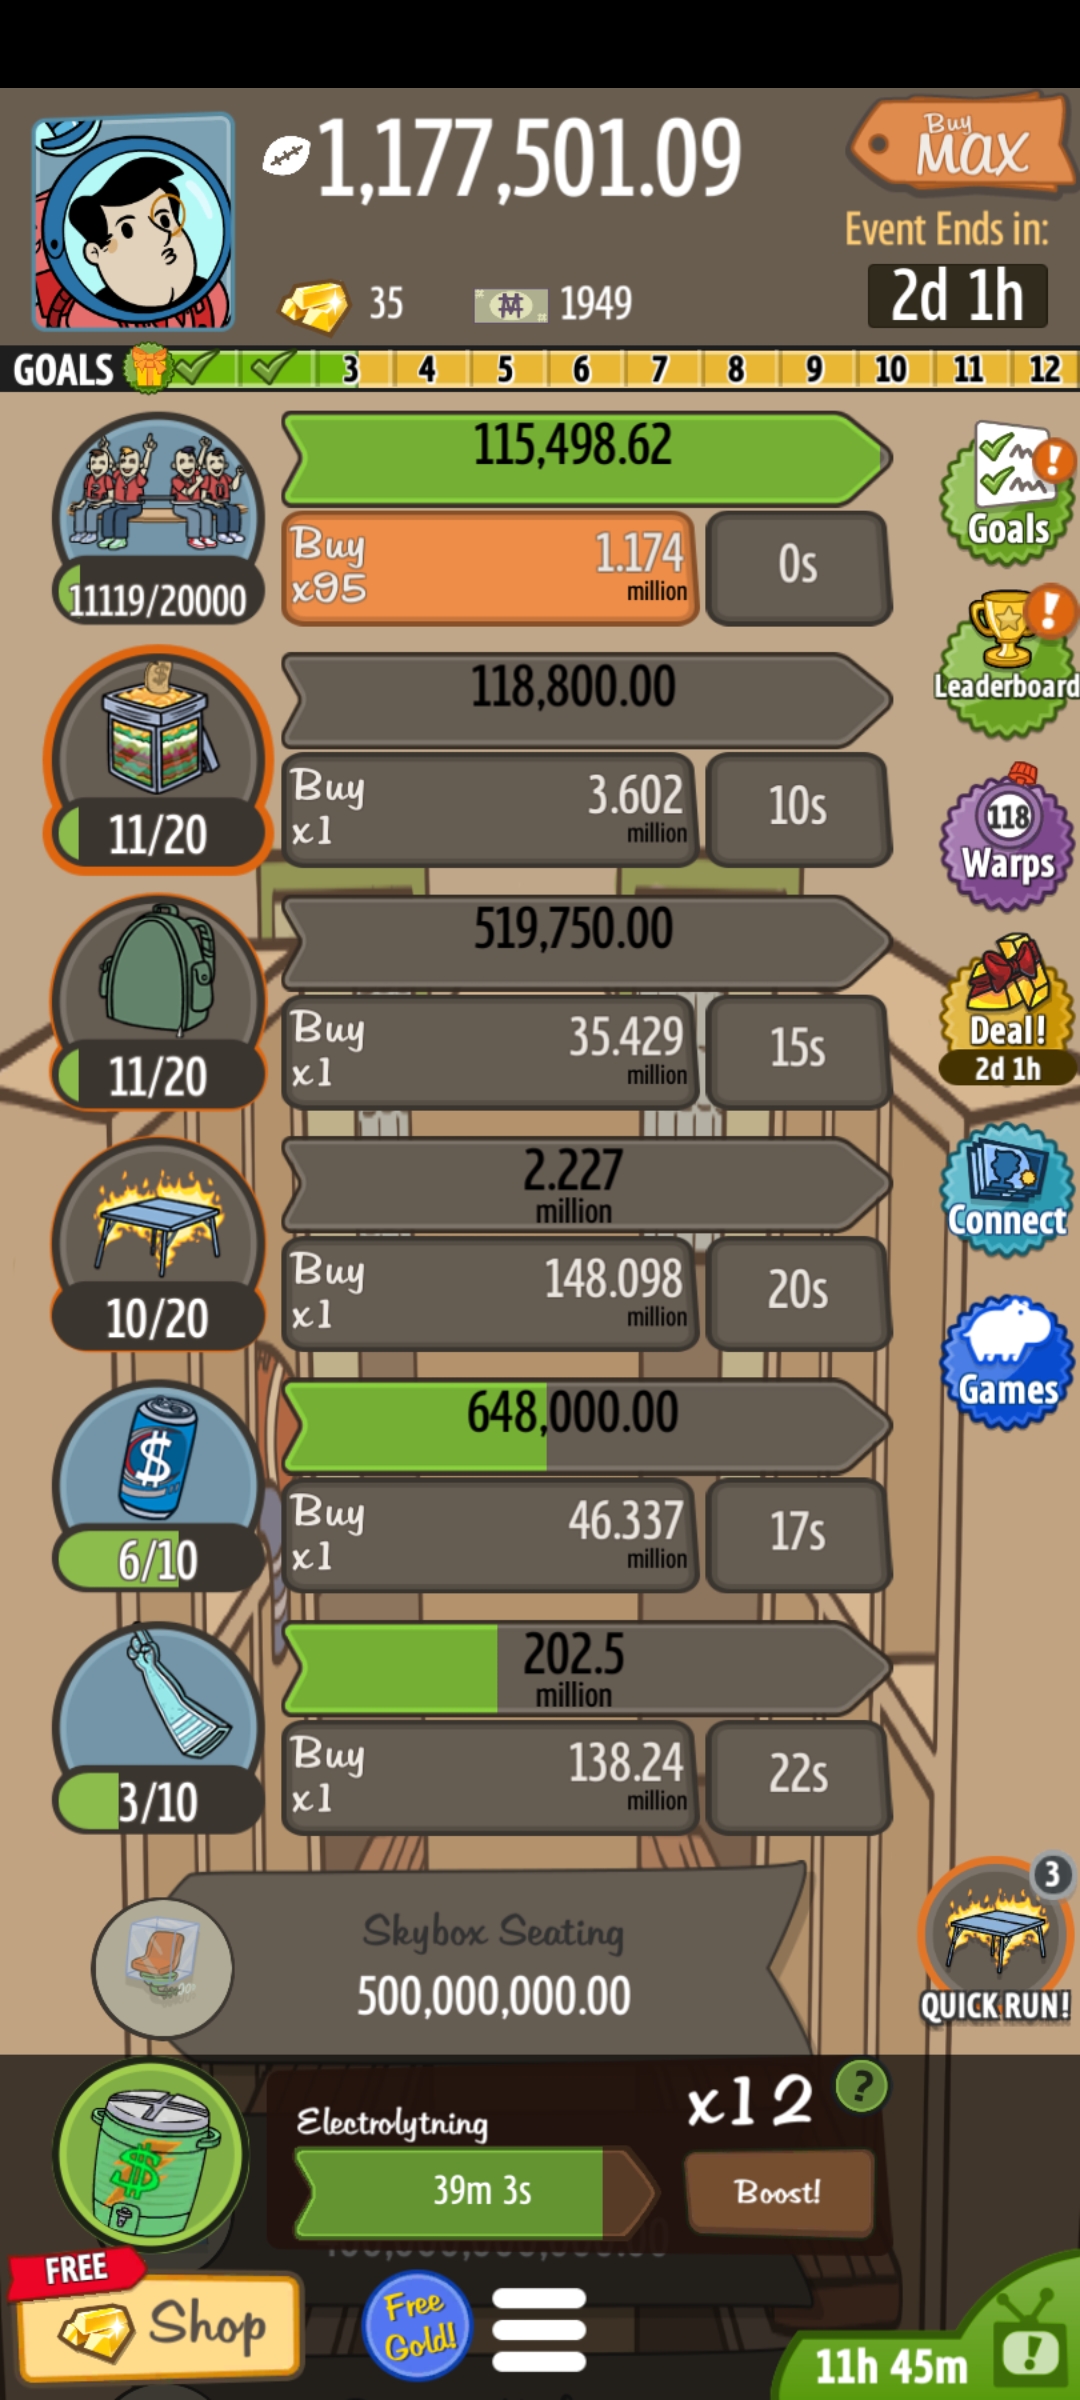 1,177,501.09
Buy
MAX
Event Ends in:
2d 1h
35
1949
GOALS 3 4 5 6 7 8 9 10 11 12
115,498.62
Buy
x95
1.174
million
0s
11119/20000
Goals
118,800.00
Buy
x1
3.602
million
10s
11/20
Leaderboard
519,750.00
Buy
x1
35.429
million
15s
11/20
118
Warps
2.227
million
Buy
x1
148.098
million
20s
10/20
Deal!
2d 1h
648,000.00
Buy
x1
46.337
million
17s
6/10
Connect
202.5
million
Buy
x1
138.24
million
22s
3/10
Games
Skybox Seating
500,000,000.00
3
QUICK RUN!
Electrolytning
39m 3s
x12
?
Boost!
FREE
Shop
Free
Gold!
11h 45m